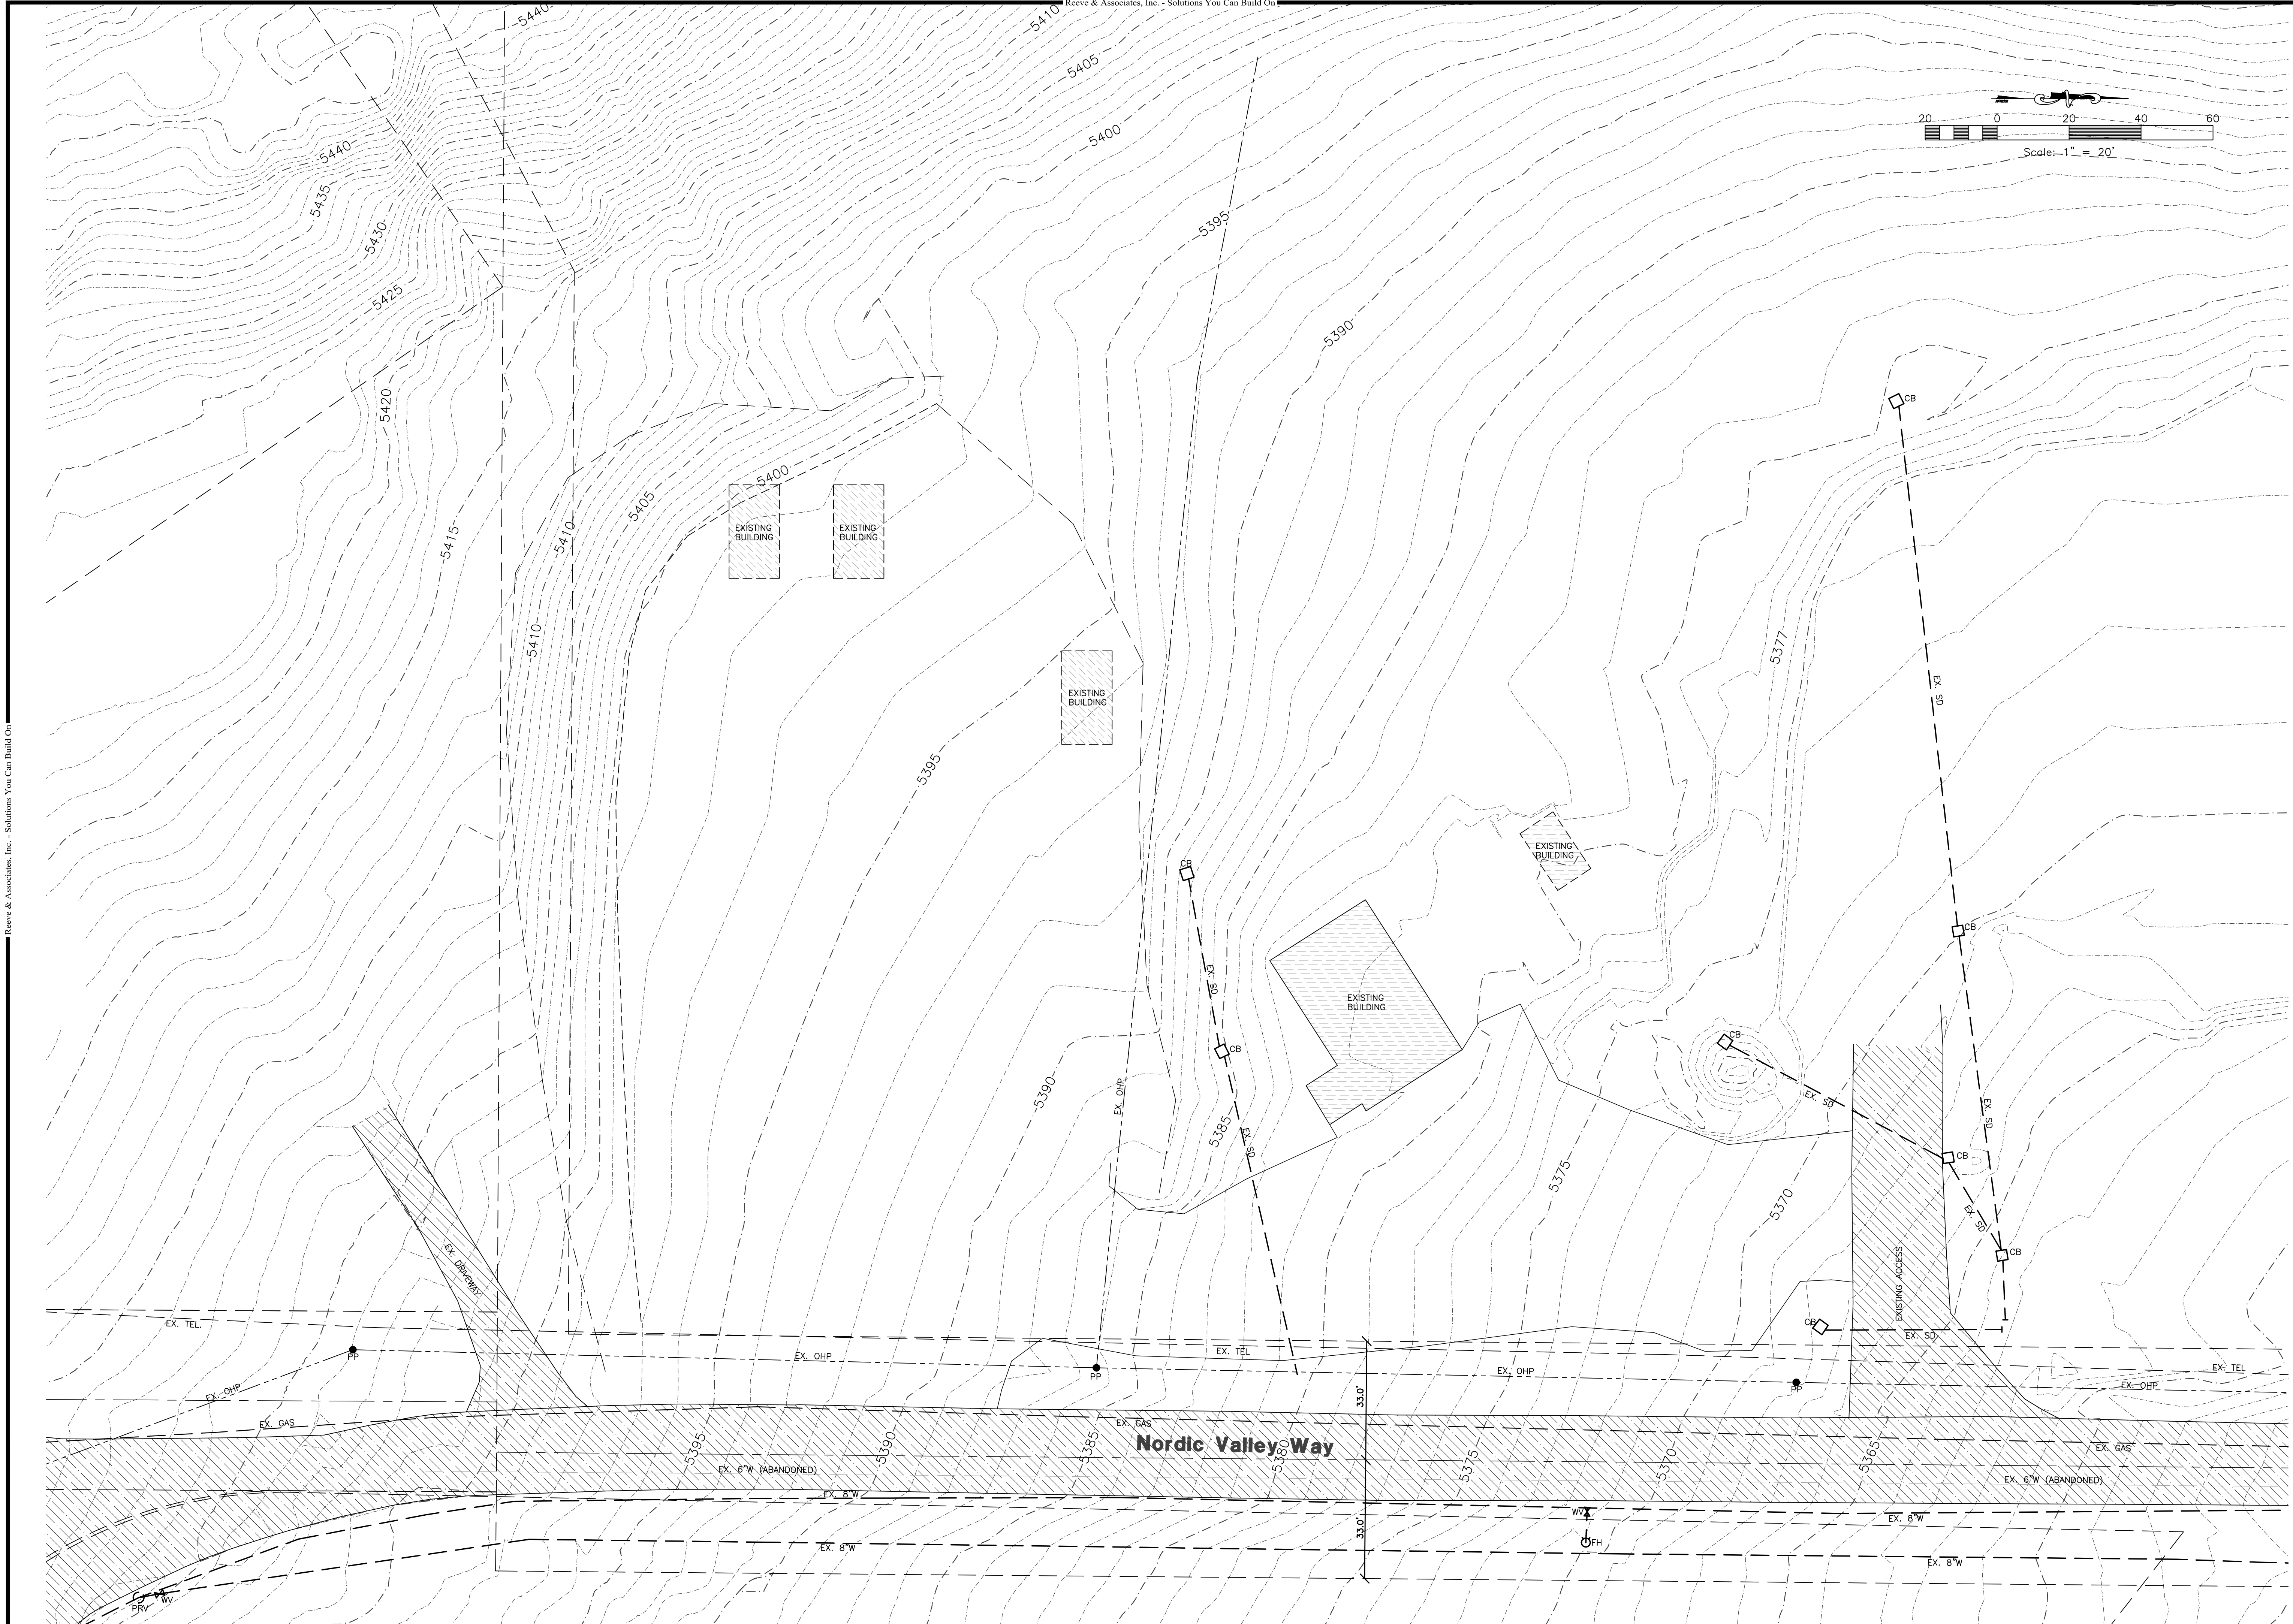 Reeve & Associates, Inc. - Solutions You Can Build On
5440
5410
5405
5400
20 0 20 40 60
Scale: 1" = 20'
5440
5435
5430
5425
5395
5390
5420
CB
5400
5405
5410
5415
EXISTING
BUILDING
EXISTING
BUILDING
5410
5377
EX. SD
EXISTING
BUILDING
5395
Reeve & Associates, Inc. - Solutions You Can Build On
EXISTING
BUILDING
CB
CB
EX. SD
EXISTING
BUILDING
CB
CB
5390
EX. OHP
5385
EX. SD
EX. SD
EX. SD
CB
5375
5370
EX. SD
CB
EX. DRIVEWAY
EXISTING ACCESS
EX. TEL.
CB
EX. SD
PP
EX. OHP
EX. TEL
PP
EX. OHP
EX. TEL
PP
EX. OHP
EX. OHP
33.0'
EX. GAS
EX. GAS
Nordic Valley Way
EX. GAS
5395
5390
5385
5380
5375
5370
5365
EX. 6"W (ABANDONED)
EX. 6"W (ABANDONED)
EX. 8"W
33.0'
WV
EX. 8"W
EX. 8"W
FH
EX. 8"W
WV
PRV